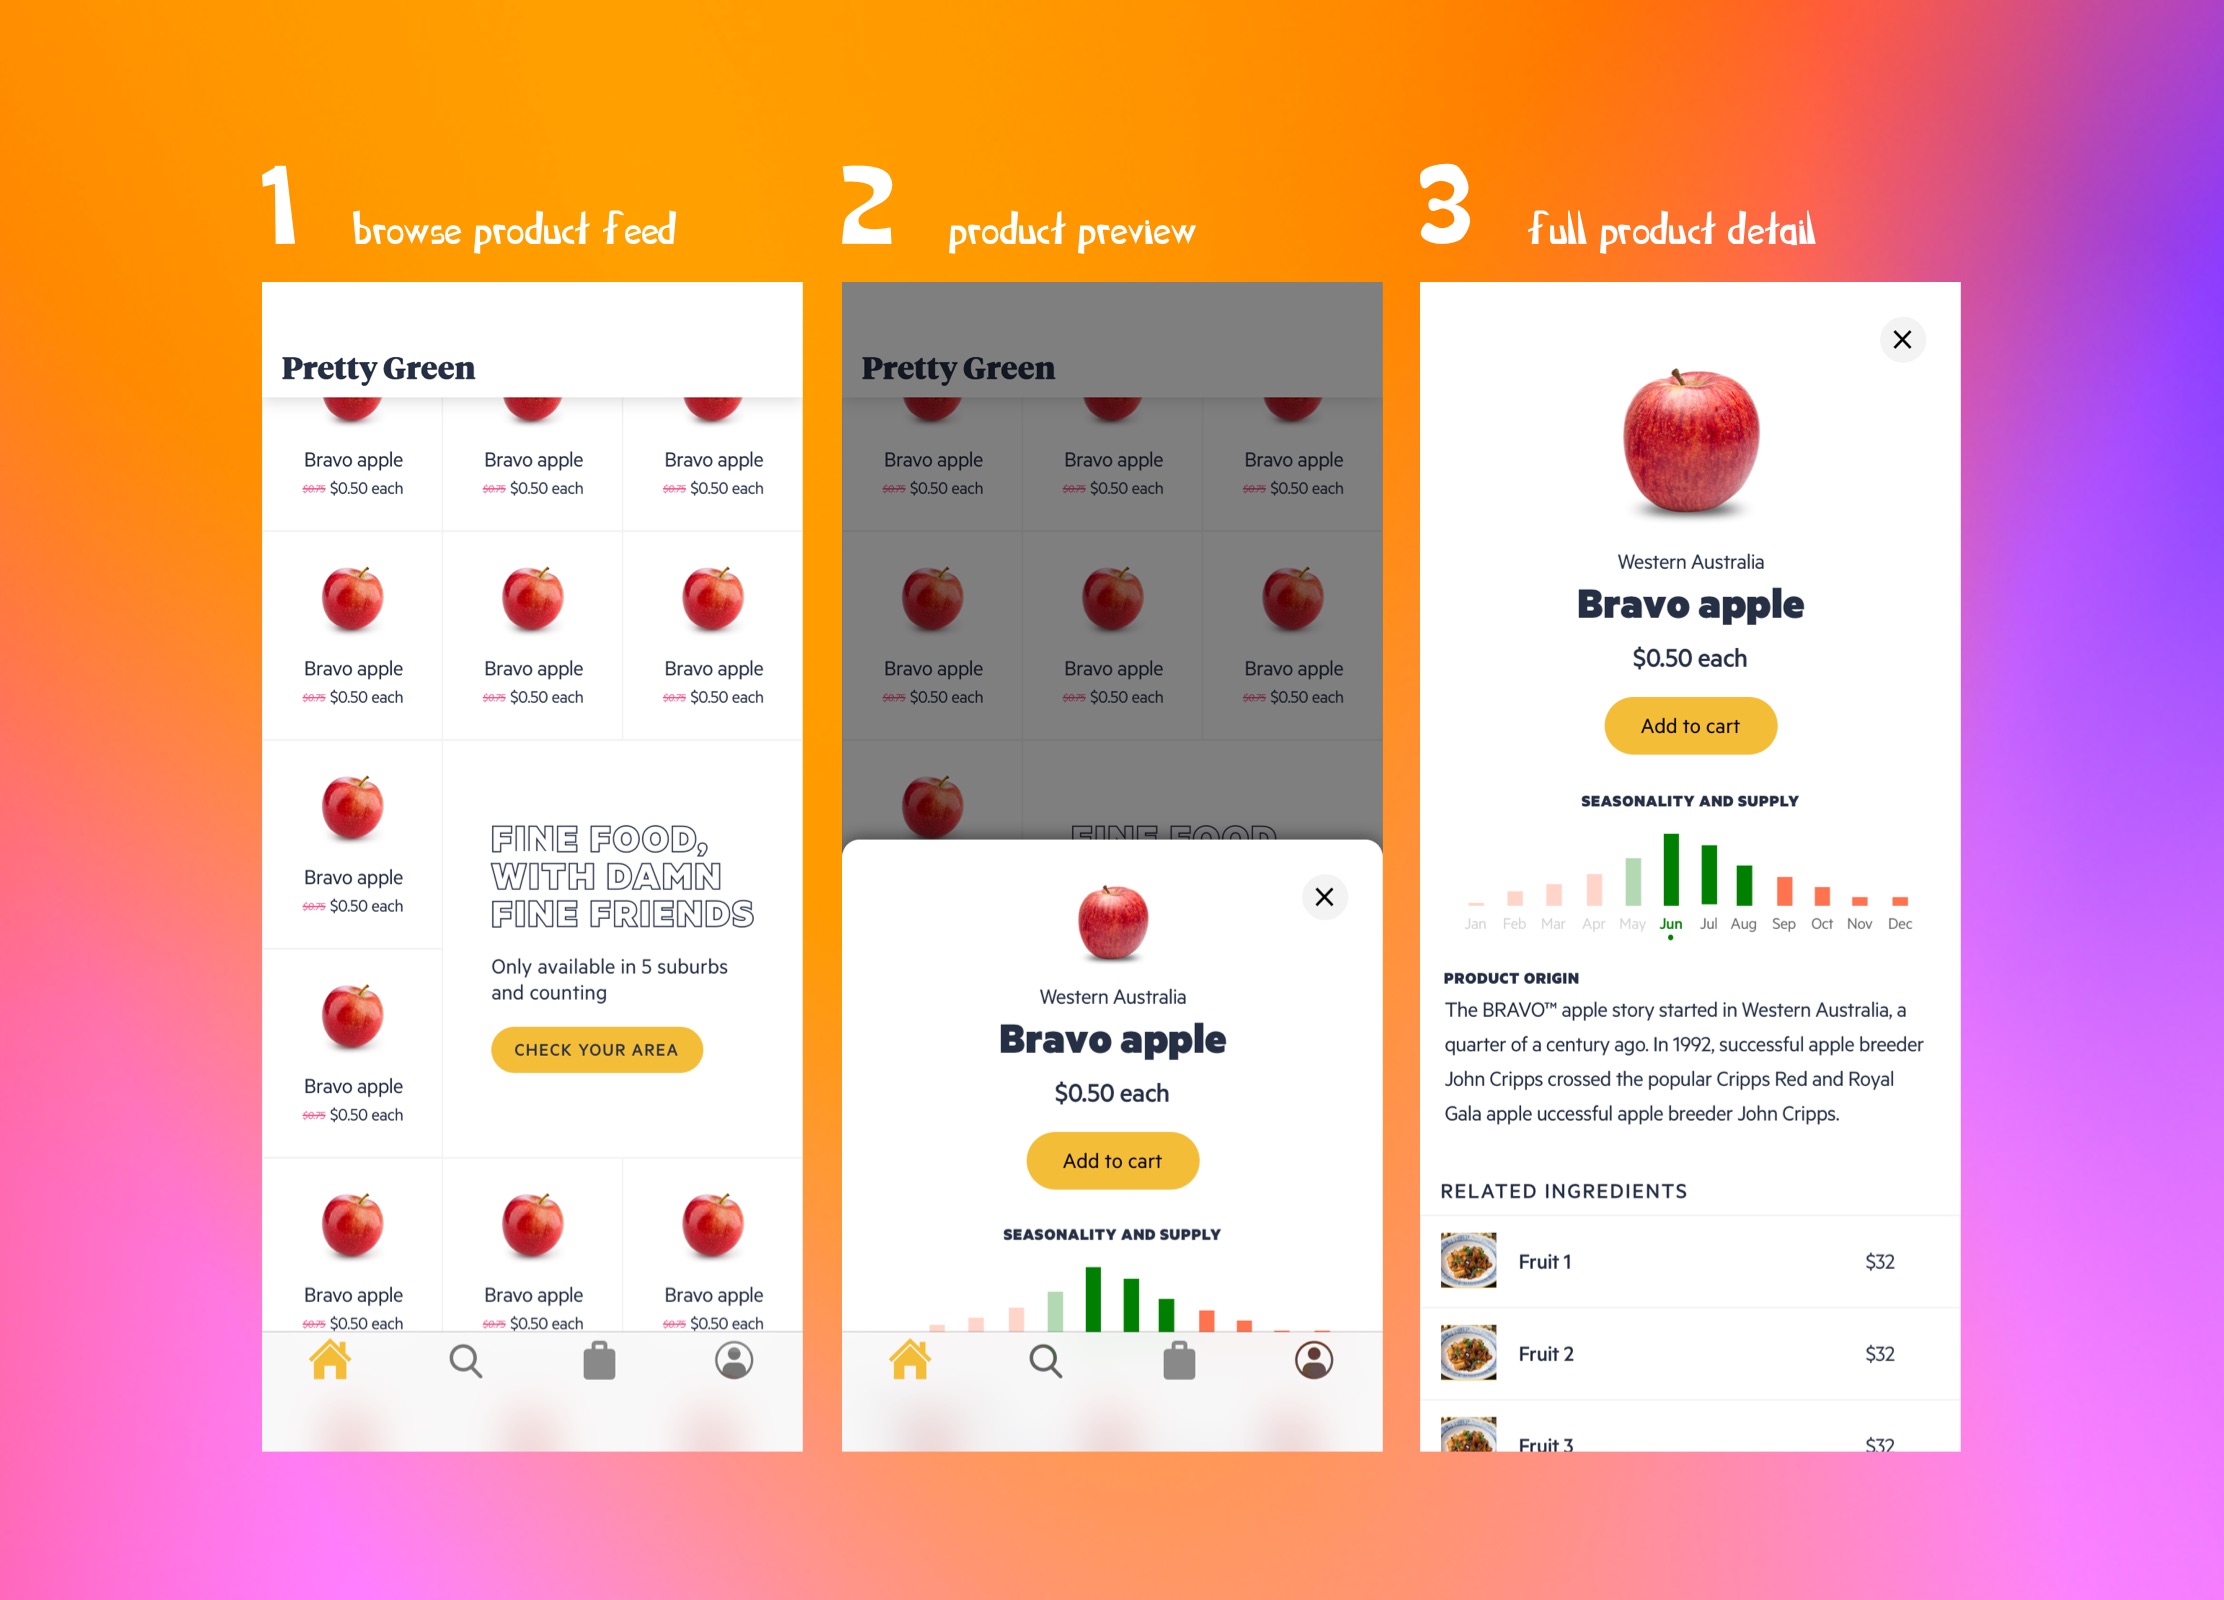 1 browse product feed
Pretty Green
Bravo apple Bravo apple Bravo apple
$0.75 $0.50 each $0.75 $0.50 each $0.75 $0.50 each
Bravo apple Bravo apple Bravo apple
$0.75 $0.50 each $0.75 $0.50 each $0.75 $0.50 each
Bravo apple
$0.75 $0.50 each
Bravo apple
$0.75 $0.50 each
FINE FOOD,
WITH DAMN
FINE FRIENDS
Only available in 5 suburbs
and counting
CHECK YOUR AREA
Bravo apple Bravo apple Bravo apple
$0.75 $0.50 each $0.75 $0.50 each $0.75 $0.50 each
2 product preview
Pretty Green
Bravo apple Bravo apple Bravo apple
$0.75 $0.50 each $0.75 $0.50 each $0.75 $0.50 each
Bravo apple Bravo apple Bravo apple
$0.75 $0.50 each $0.75 $0.50 each $0.75 $0.50 each
FINE FOOD
Western Australia
Bravo apple
$0.50 each
Add to cart
SEASONALITY AND SUPPLY
3 full product detail
Western Australia
Bravo apple
$0.50 each
Add to cart
SEASONALITY AND SUPPLY
Jan Feb Mar Apr May Jun Jul Aug Sep Oct Nov Dec
PRODUCT ORIGIN
The BRAVO™ apple story started in Western Australia, a
quarter of a century ago. In 1992, successful apple breeder
John Cripps crossed the popular Cripps Red and Royal
Gala apple uccessful apple breeder John Cripps.
RELATED INGREDIENTS
Fruit 1 $32
Fruit 2 $32
Fruit 3 $32